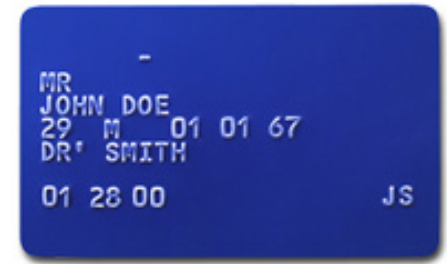 -
MR
JOHN DOE
29 M 01 01 67
DR' SMITH
01 28 00 JS